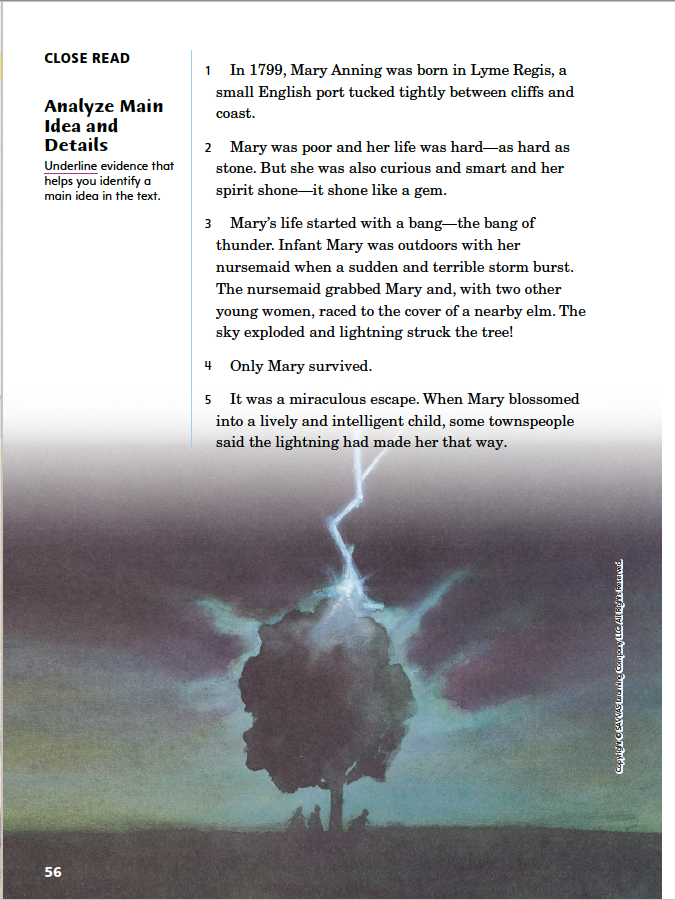 CLOSE READ
Analyze Main
Idea and
Details
Underline evidence that
helps you identify a
main idea in the text.
1 In 1799, Mary Anning was born in Lyme Regis, a
small English port tucked tightly between cliffs and
coast.
2 Mary was poor and her life was hard—as hard as
stone. But she was also curious and smart and her
spirit shone—it shone like a gem.
3 Mary’s life started with a bang—the bang of
thunder. Infant Mary was outdoors with her
nursemaid when a sudden and terrible storm burst.
The nursemaid grabbed Mary and, with two other
young women, raced to the cover of a nearby elm. The
sky exploded and lightning struck the tree!
4 Only Mary survived.
5 It was a miraculous escape. When Mary blossomed
into a lively and intelligent child, some townspeople
said the lightning had made her that way.
Copyright © SAVVAS Learning Company LLC. All Rights Reserved.
56